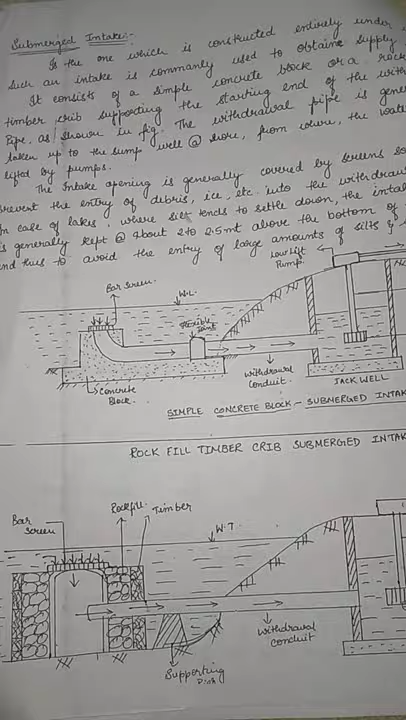 Submerged Intake:-
Is the one which is constructed entirely under
Such an intake is commanly used to obtaine supply
It consists of a simple concrete block or a rock
timber crib supporting the starting end of the with
Pipe, as shown in fig. The withdrawal pipe is gene
taken up to the sump well @ shore, from where, the wate
lifted by pumps.
The Intake opening is generally covered by screens so
prevent the entry of debris, ice, etc. into the withdraw
In case of lakes, where silt tends to settle down, the intak
is generally kept @ about 2 to 2.5mt above the bottom of
and thus to avoid the entry of large amounts of silts &
Low Lift
Pump.
Bar Screen
W.L.
Flexible
Joint
Concrete
Block.
Withdrawal
Conduit
JACK WELL
SIMPLE CONCRETE BLOCK - SUBMERGED INTAK
ROCK FILL TIMBER CRIB SUBMERGED INTAK
Bar
Screen
Rockfill
Timber
W.T.
Withdrawal
Conduit
Supporting